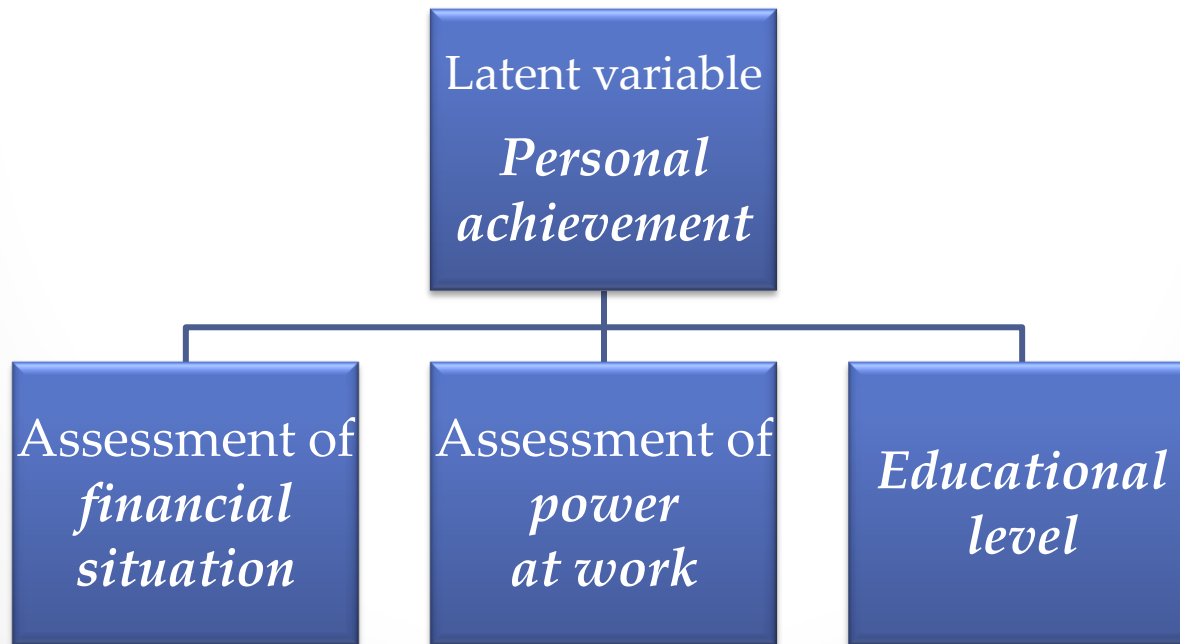 Latent variable
Personal
achievement
Assessment of
financial
situation
Assessment of
power
at work
Educational
level